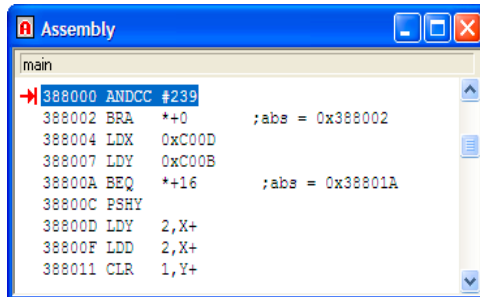 A Assembly
main
388000 ANDCC #239
388002 BRA *+0 ;abs = 0x388002
388004 LDX 0xC00D
388007 LDY 0xC00B
38800A BEQ *+16 ;abs = 0x38801A
38800C PSHY
38800D LDY 2,X+
38800F LDD 2,X+
388011 CLR 1,Y+